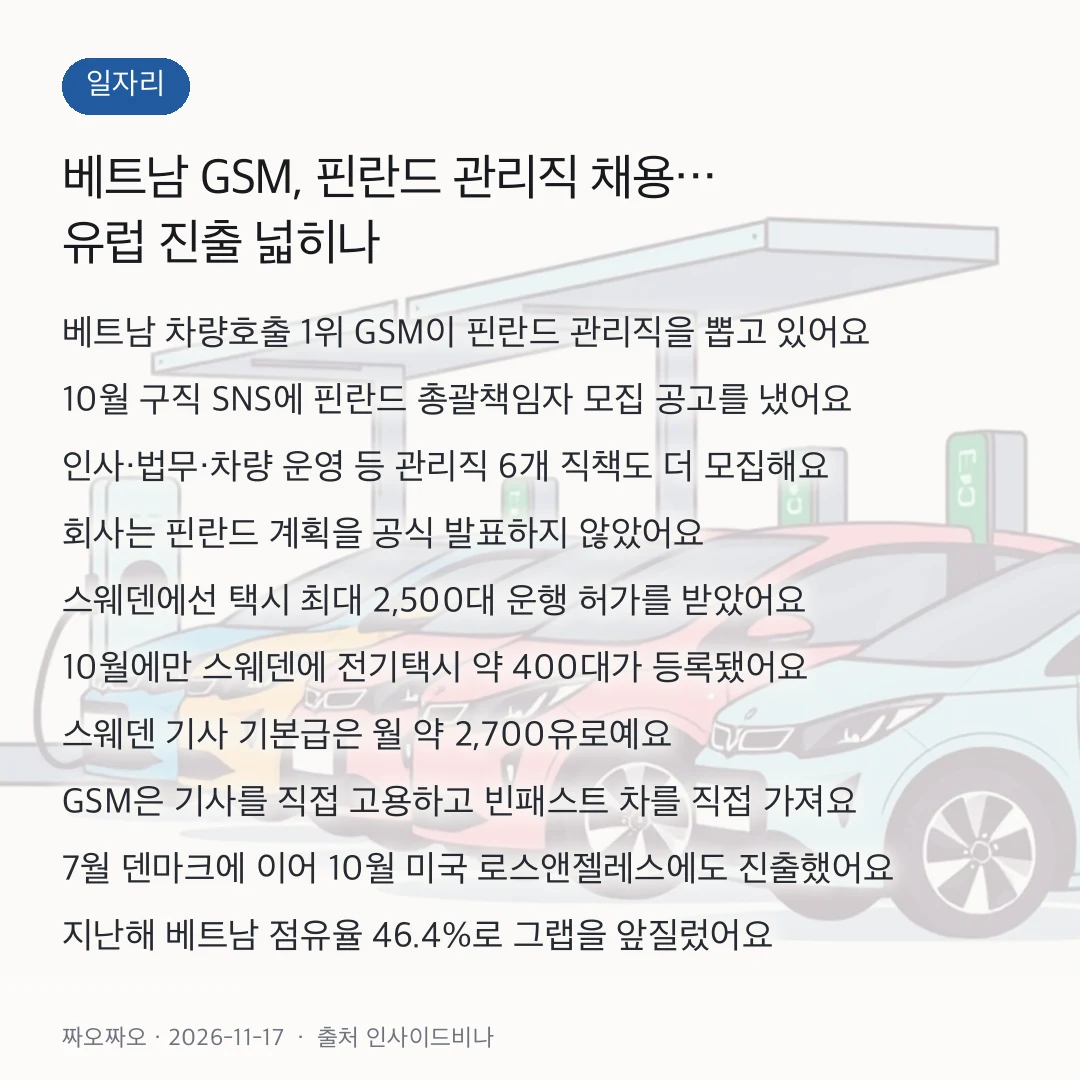 일자리
베트남 GSM, 핀란드 관리직 채용…
유럽 진출 넓히나
베트남 차량호출 1위 GSM이 핀란드 관리직을 뽑고 있어요
10월 구직 SNS에 핀란드 총괄책임자 모집 공고를 냈어요
인사·법무·차량 운영 등 관리직 6개 직책도 더 모집해요
회사는 핀란드 계획을 공식 발표하지 않았어요
스웨덴에선 택시 최대 2,500대 운행 허가를 받았어요
10월에만 스웨덴에 전기택시 약 400대가 등록됐어요
스웨덴 기사 기본급은 월 약 2,700유로예요
GSM은 기사를 직접 고용하고 빈패스트 차를 직접 가져요
7월 덴마크에 이어 10월 미국 로스앤젤레스에도 진출했어요
지난해 베트남 점유율 46.4%로 그랩을 앞질렀어요
짜오짜오 · 2026-11-17 · 출처 인사이드비나